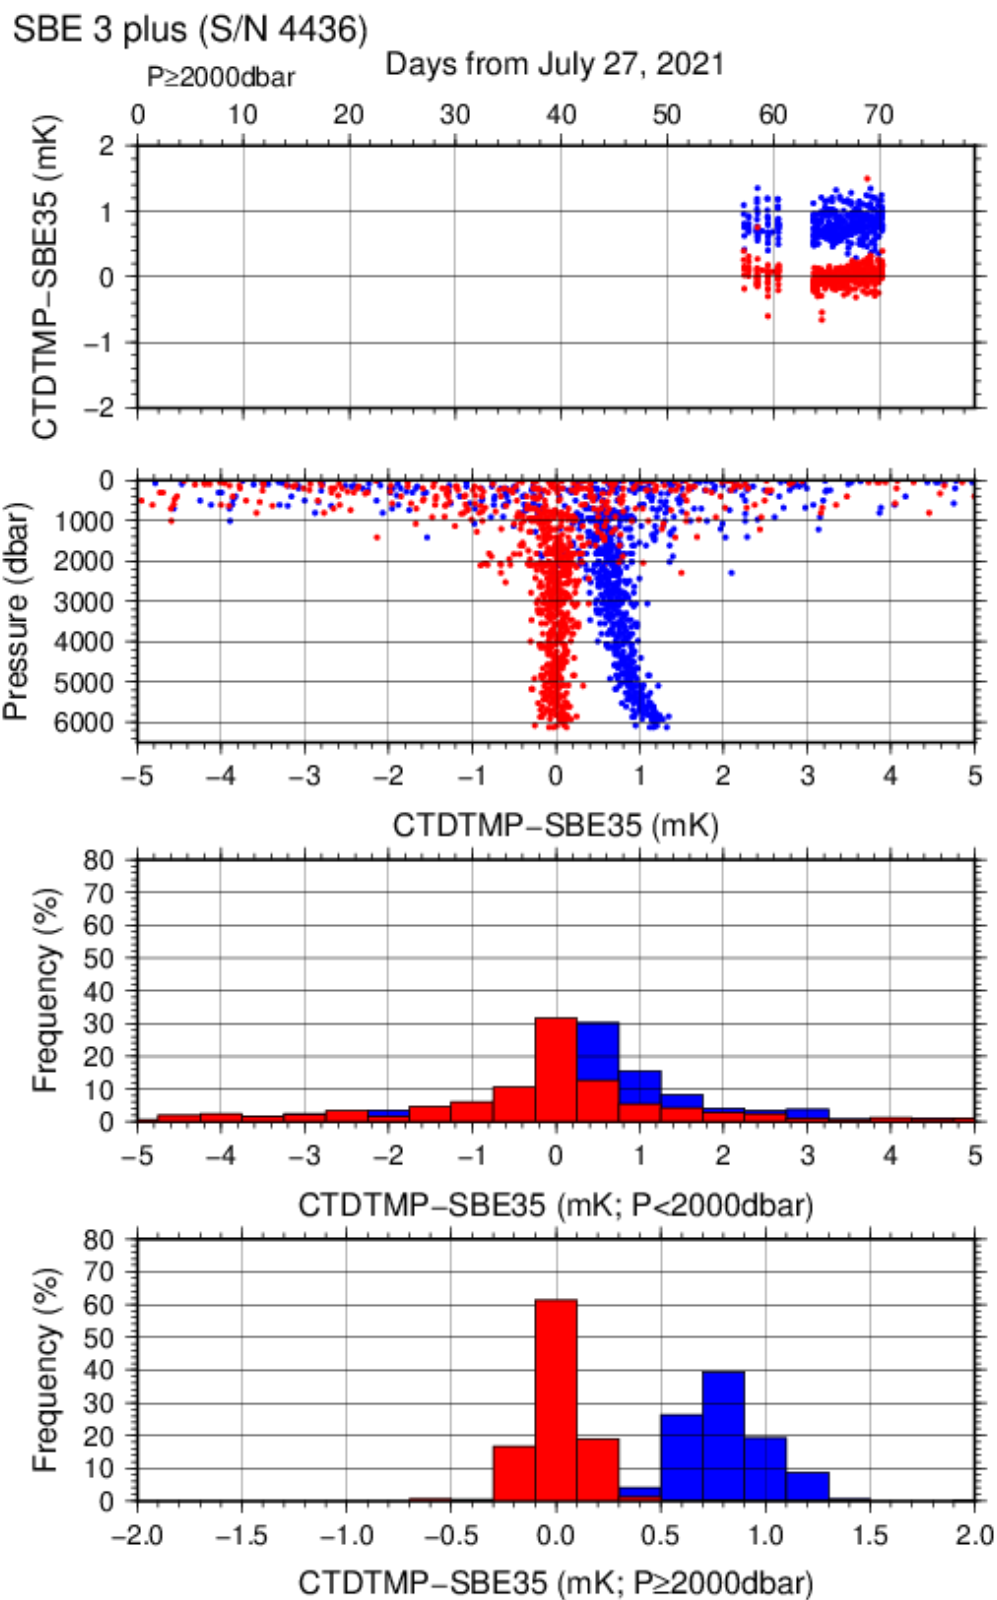 SBE 3 plus (S/N 4436)
P≥2000dbar
Days from July 27, 2021
0 10 20 30 40 50 60 70
CTDTMP−SBE35 (mK)
2
1
0
−1
−2
Pressure (dbar)
0
1000
2000
3000
4000
5000
6000
−5 −4 −3 −2 −1 0 1 2 3 4 5
CTDTMP−SBE35 (mK)
Frequency (%)
80
70
60
50
40
30
20
10
0
−5 −4 −3 −2 −1 0 1 2 3 4 5
CTDTMP−SBE35 (mK; P<2000dbar)
Frequency (%)
80
70
60
50
40
30
20
10
0
−2.0 −1.5 −1.0 −0.5 0.0 0.5 1.0 1.5 2.0
CTDTMP−SBE35 (mK; P≥2000dbar)